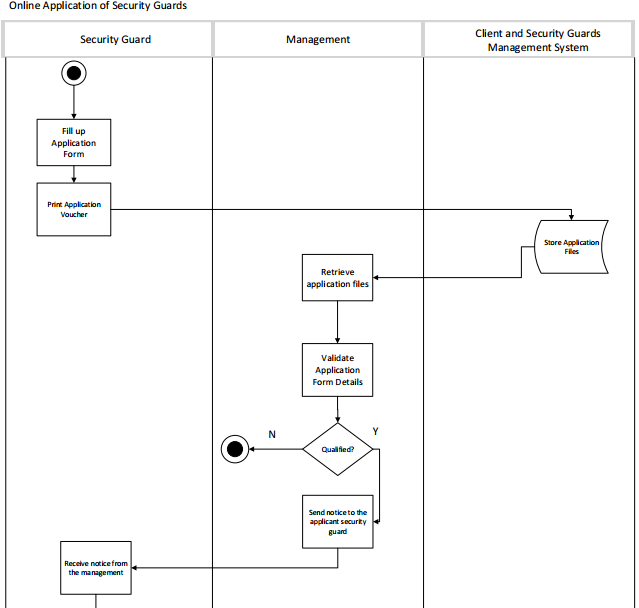 Online Application of Security Guards
Security Guard
Management
Client and Security Guards
Management System
Fill up
Application
Form
Print Application
Voucher
Store Application
Files
Retrieve
application files
Validate
Application
Form Details
N
Y
Qualified?
Send notice to the
applicant security
guard
Receive notice from
the management